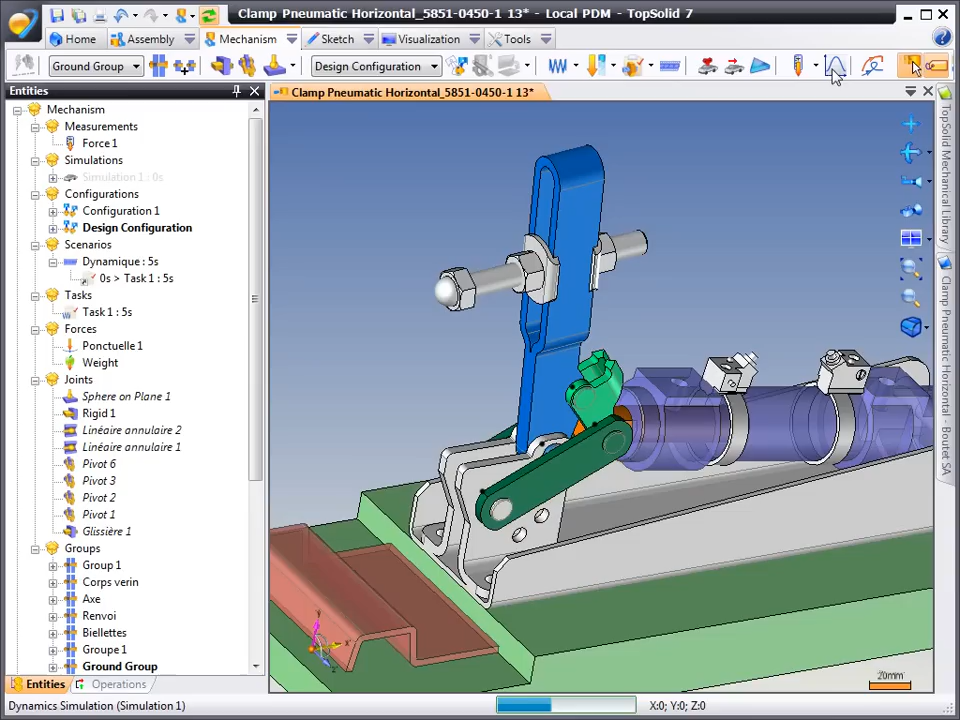 Clamp Pneumatic Horizontal_5851-0450-1 13* - Local PDM - TopSolid 7
Home
Assembly
Mechanism
Sketch
Visualization
Tools
Ground Group
Design Configuration
Entities
Clamp Pneumatic Horizontal_5851-0450-1 13*
Mechanism
Measurements
Force 1
Simulations
Simulation 1 : 0s
Configurations
Configuration 1
Design Configuration
Scenarios
Dynamique : 5s
0s > Task 1 : 5s
Tasks
Task 1 : 5s
Forces
Ponctuelle 1
Weight
Joints
Sphere on Plane 1
Rigid 1
Linéaire annulaire 2
Linéaire annulaire 1
Pivot 6
Pivot 3
Pivot 2
Pivot 1
Glissière 1
Groups
Group 1
Corps verin
Axe
Renvoi
Biellettes
Groupe 1
Ground Group
Entities
Operations
TopSolid Mechanical Library
Clamp Pneumatic Horizontal - Boutet SA
20mm
Dynamics Simulation (Simulation 1)
X:0; Y:0; Z:0